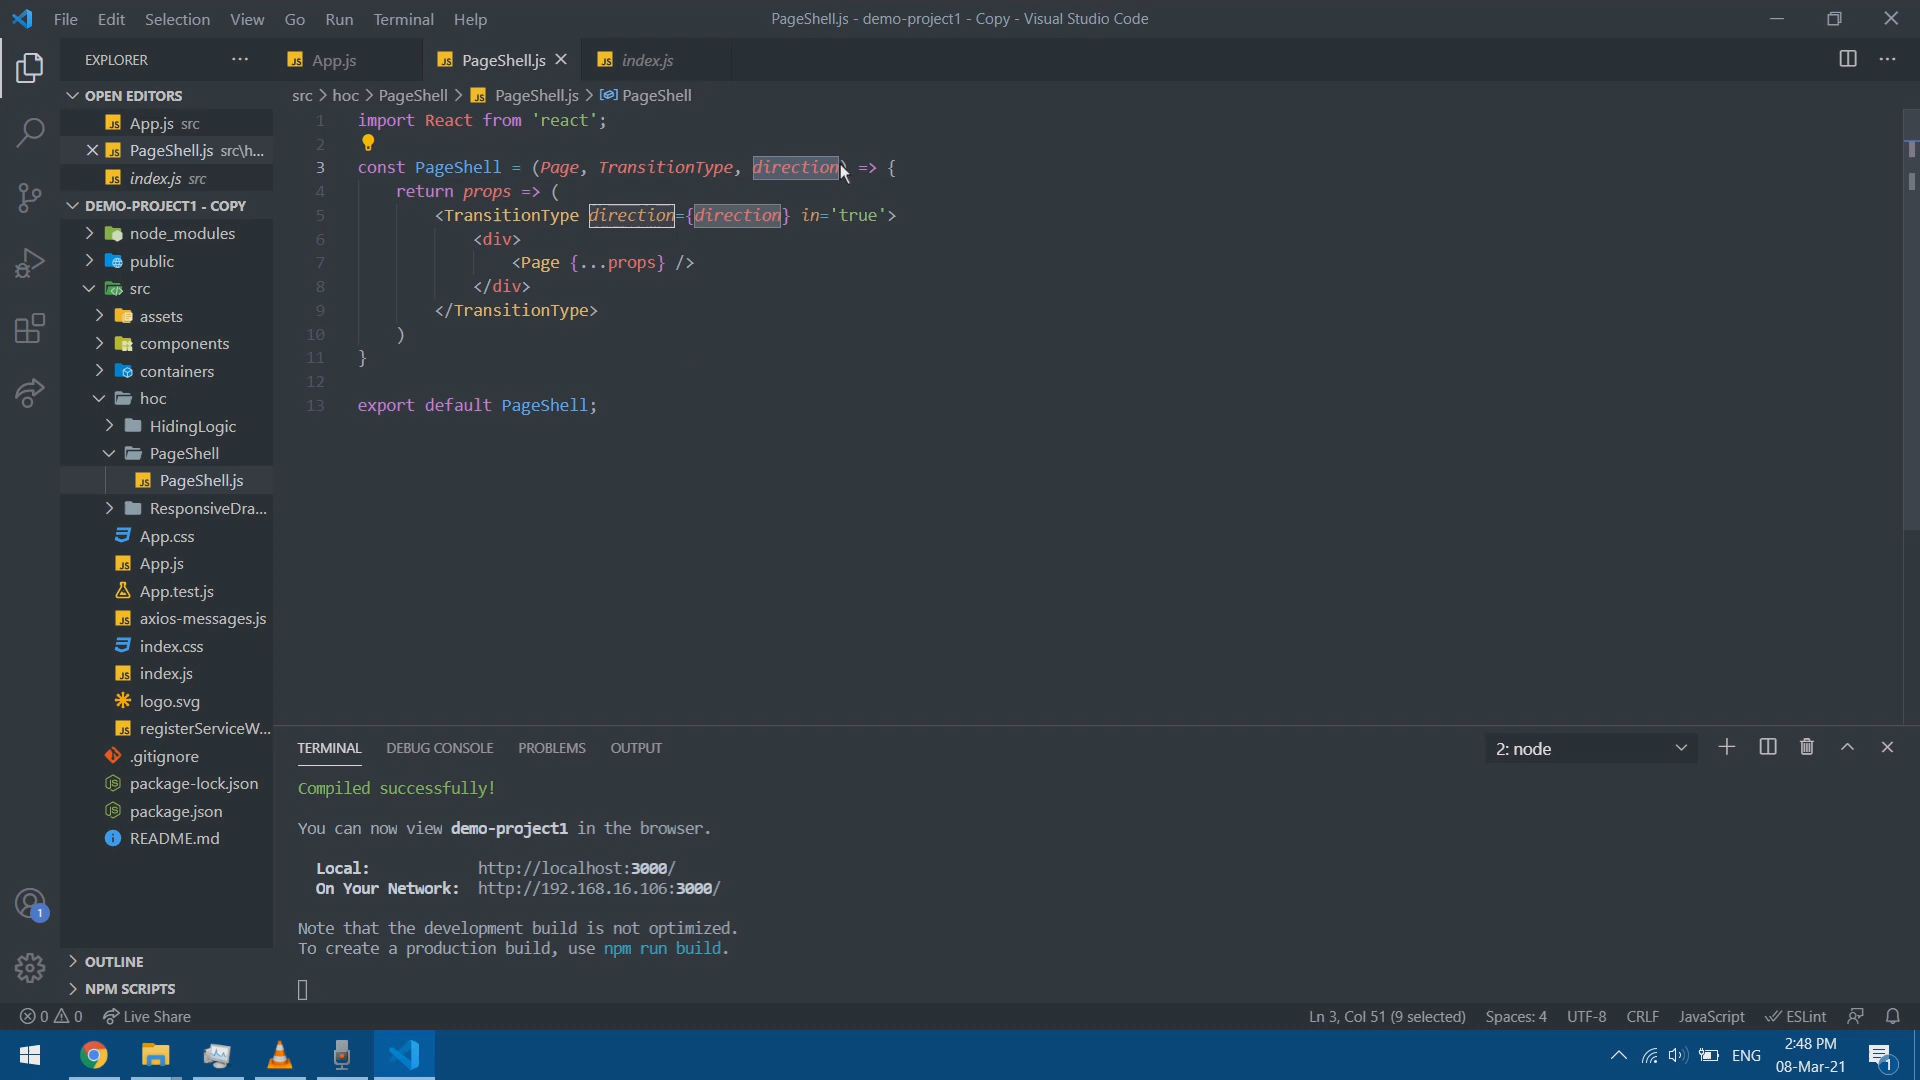 File Edit Selection View Go Run Terminal Help
PageShell.js - demo-project1 - Copy - Visual Studio Code
EXPLORER
App.js
PageShell.js
index.js
OPEN EDITORS
App.js src
PageShell.js src\h...
index.js src
DEMO-PROJECT1 - COPY
node_modules
public
src
assets
components
containers
hoc
HidingLogic
PageShell
PageShell.js
ResponsiveDra...
App.css
App.js
App.test.js
axios-messages.js
index.css
index.js
logo.svg
registerServiceW...
.gitignore
package-lock.json
package.json
README.md
OUTLINE
NPM SCRIPTS
src > hoc > PageShell > PageShell.js > PageShell
1 import React from 'react';
2
3 const PageShell = (Page, TransitionType, direction) => {
4 return props => (
5 <TransitionType direction={direction} in='true'>
6 <div>
7 <Page {...props} />
8 </div>
9 </TransitionType>
10 )
11 }
12
13 export default PageShell;
TERMINAL DEBUG CONSOLE PROBLEMS OUTPUT
2: node
Compiled successfully!
You can now view demo-project1 in the browser.
Local: http://localhost:3000/
On Your Network: http://192.168.16.106:3000/
Note that the development build is not optimized.
To create a production build, use npm run build.
1
0 0 Live Share
Ln 3, Col 51 (9 selected) Spaces: 4 UTF-8 CRLF JavaScript ESLint
ENG
2:48 PM
08-Mar-21
1